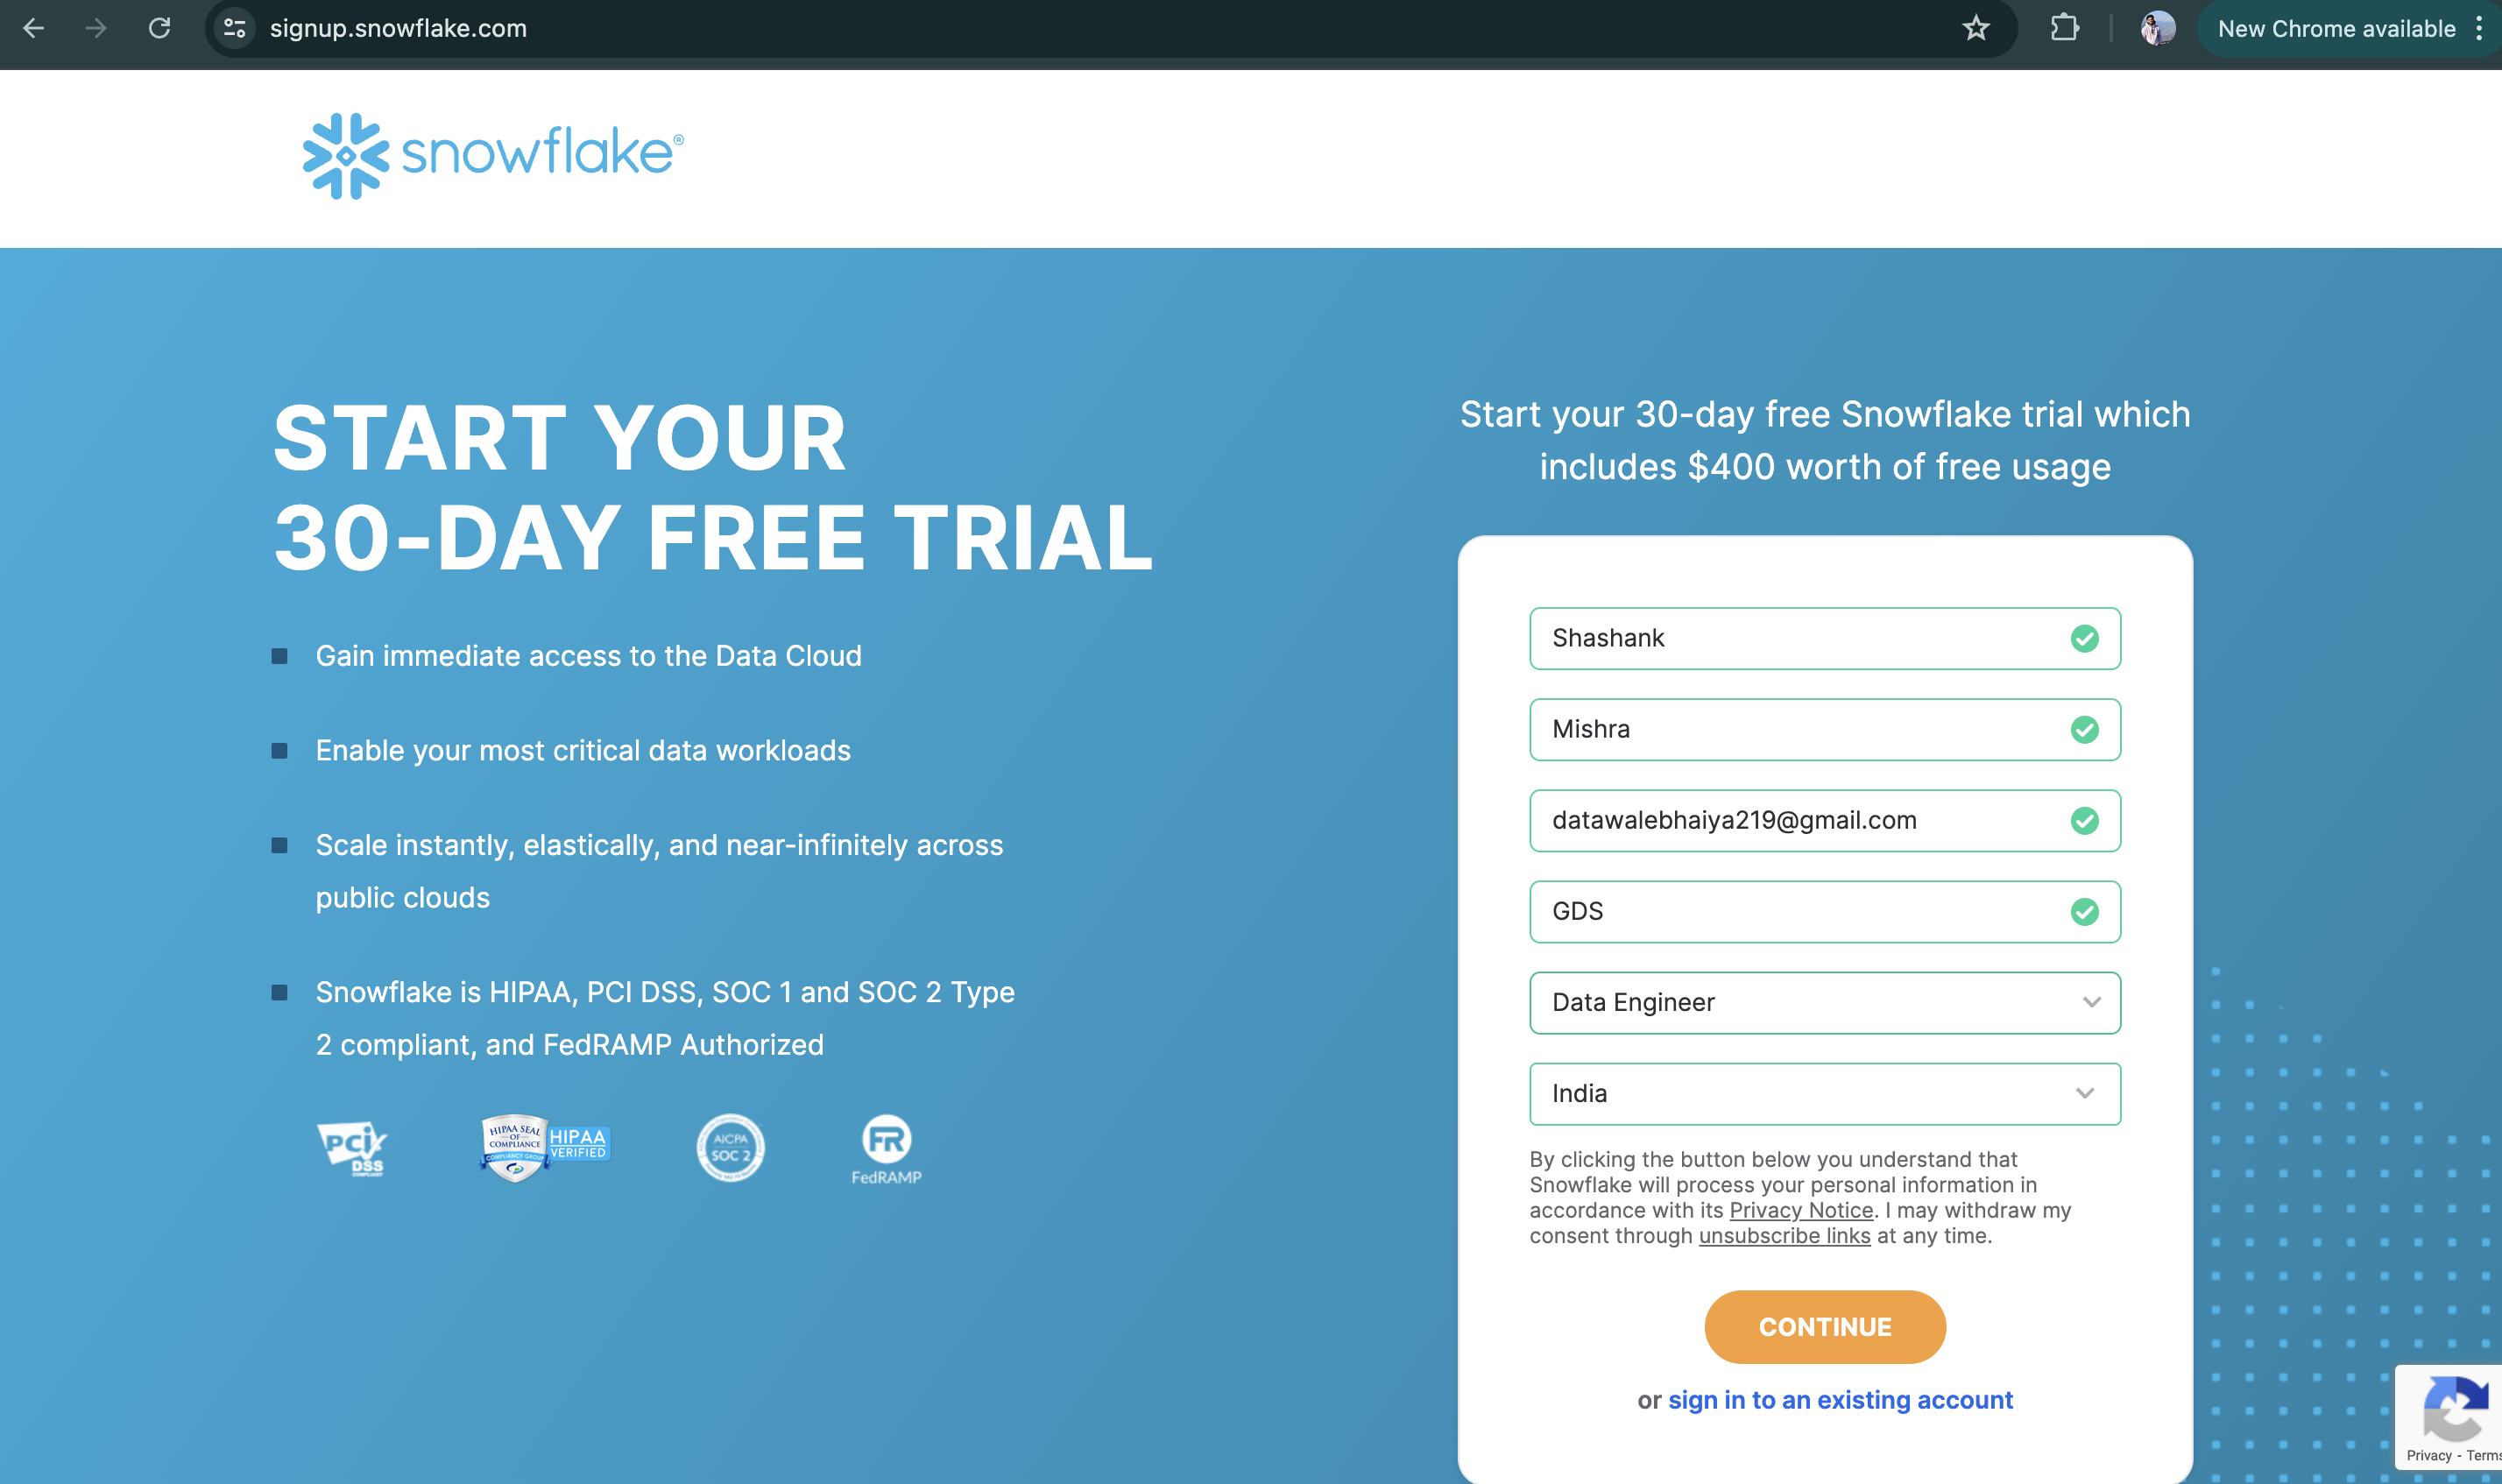 signup.snowflake.com
New Chrome available
snowflake®
START YOUR
30-DAY FREE TRIAL
Gain immediate access to the Data Cloud
Enable your most critical data workloads
Scale instantly, elastically, and near-infinitely across
public clouds
Snowflake is HIPAA, PCI DSS, SOC 1 and SOC 2 Type
2 compliant, and FedRAMP Authorized
PCI
DSS
COMPLIANT
HIPAA SEAL
OF
COMPLIANCE
COMPLIANCY GROUP
HIPAA
VERIFIED
AICPA
SOC 2
FR
FedRAMP
Start your 30-day free Snowflake trial which
includes $400 worth of free usage
Shashank
Mishra
datawalebhaiya219@gmail.com
GDS
Data Engineer
India
By clicking the button below you understand that
Snowflake will process your personal information in
accordance with its Privacy Notice. I may withdraw my
consent through unsubscribe links at any time.
CONTINUE
or sign in to an existing account
Privacy - Terms